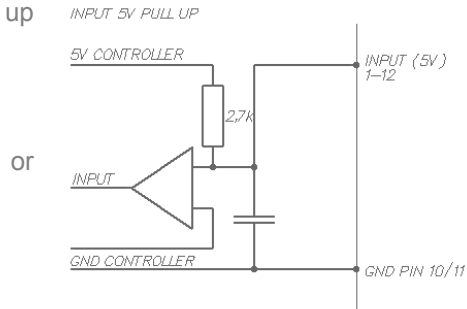 up
INPUT 5V PULL UP
5V CONTROLLER
INPUT (5V)
1-12
2,7k
or
INPUT
GND CONTROLLER
GND PIN 10/11